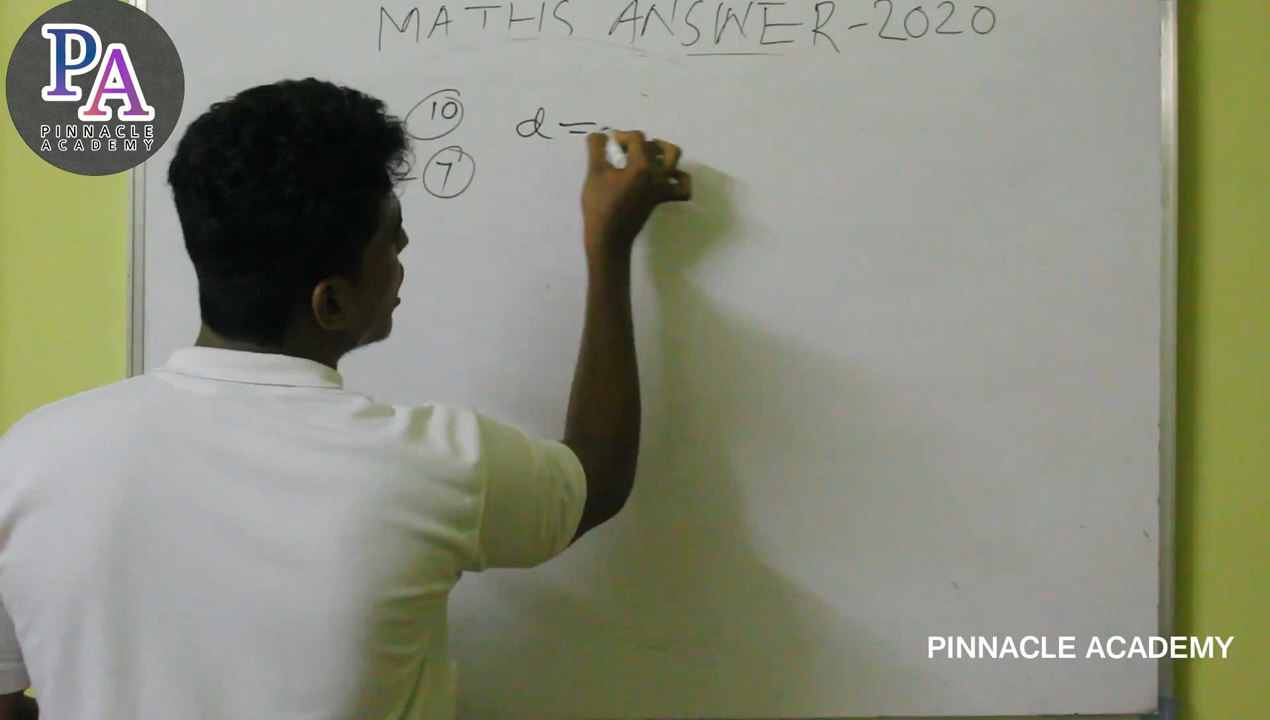 MATHS ANSWER-2020
PA
PINNACLE
ACADEMY
10 d =
- 7
PINNACLE ACADEMY